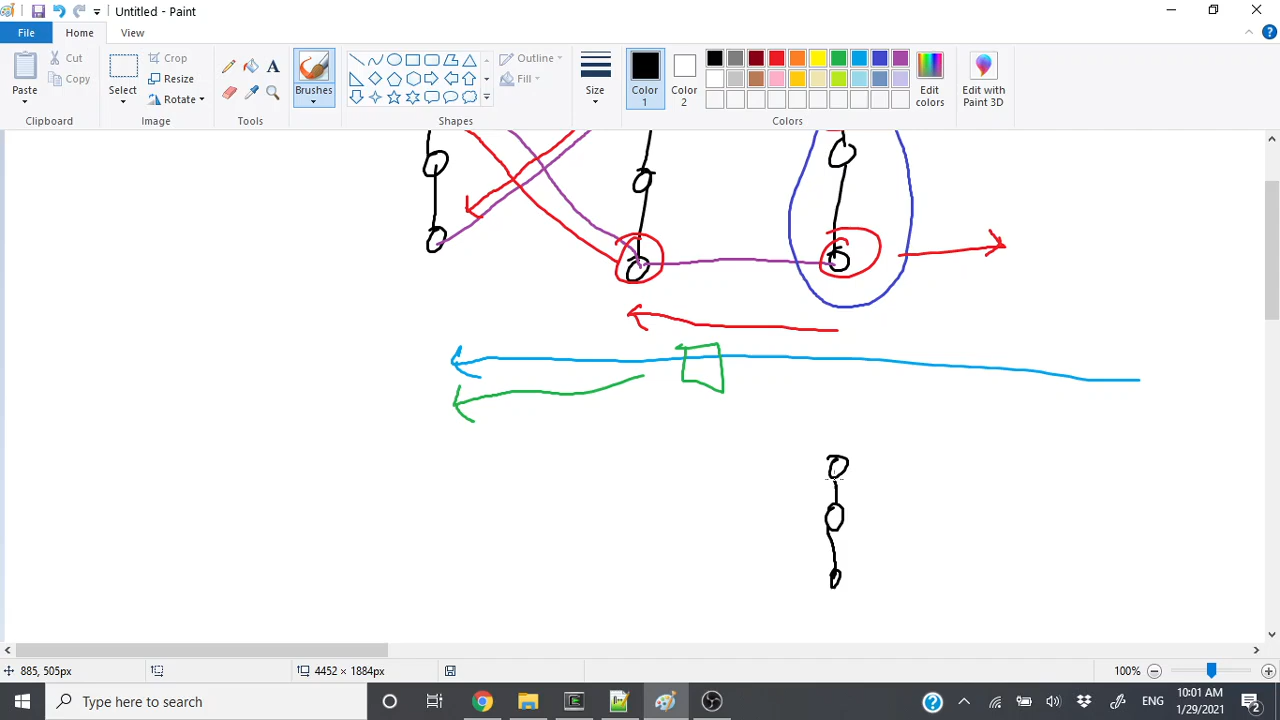 Untitled - Paint
File
Home
View
Paste
Cut
Copy
Clipboard
Select
Crop
Resize
Rotate
Image
A
Tools
Brushes
Outline
Fill
Shapes
Size
Color
1
Color
2
Edit
colors
Edit with
Paint 3D
Colors
885, 505px
4452 × 1884px
100%
Type here to search
ENG
10:01 AM
1/29/2021
2